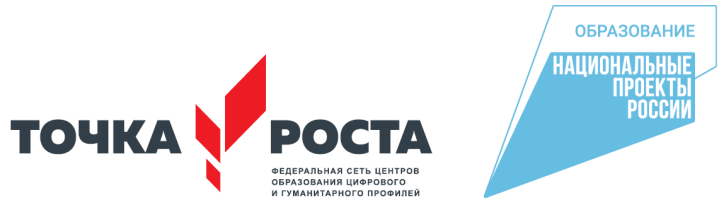 ТОЧКА РОСТА
ФЕДЕРАЛЬНАЯ СЕТЬ ЦЕНТРОВ
ОБРАЗОВАНИЯ ЦИФРОВОГО
И ГУМАНИТАРНОГО ПРОФИЛЕЙ
ОБРАЗОВАНИЕ
НАЦИОНАЛЬНЫЕ
ПРОЕКТЫ
РОССИИ